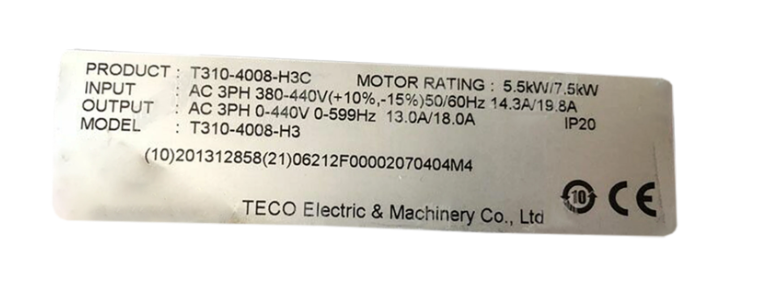 PRODUCT : T310-4008-H3C MOTOR RATING : 5.5kW/7.5kW
INPUT : AC 3PH 380-440V(+10%,-15%)50/60Hz 14.3A/19.8A
OUTPUT : AC 3PH 0-440V 0-599Hz 13.0A/18.0A IP20
MODEL : T310-4008-H3
(10)201312858(21)06212F00002070404M4
10 CE
TECO Electric & Machinery Co., Ltd